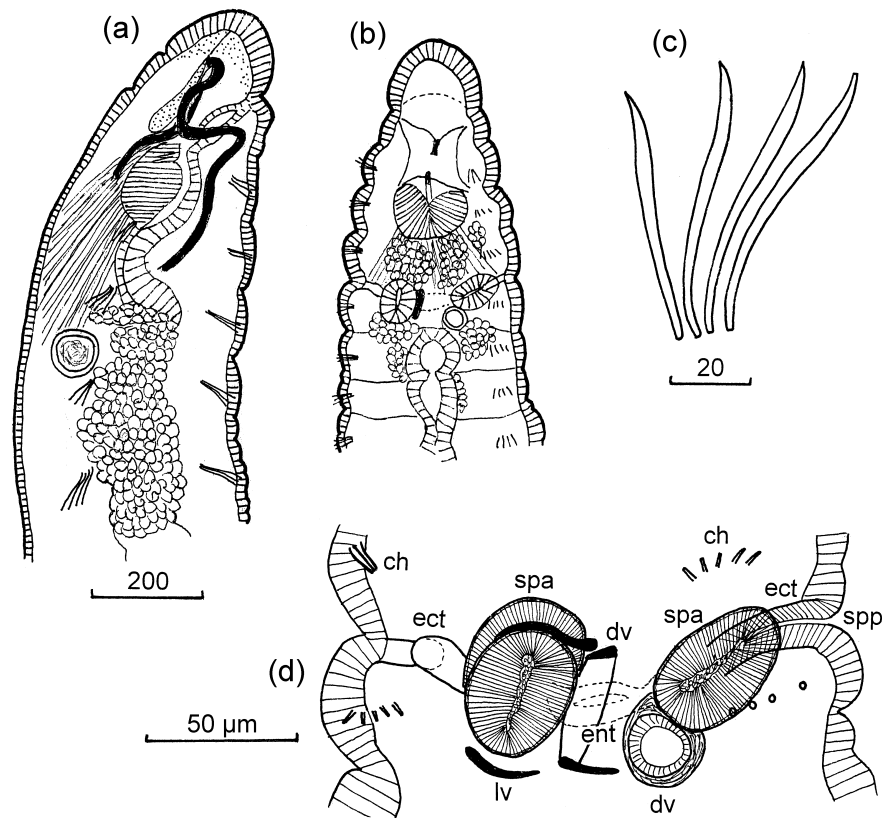 (a)
(b)
(c)
20
200
ch
ch
spa
ect
ect
spa
spp
dv
(d)
50 µm
ent
lv
dv